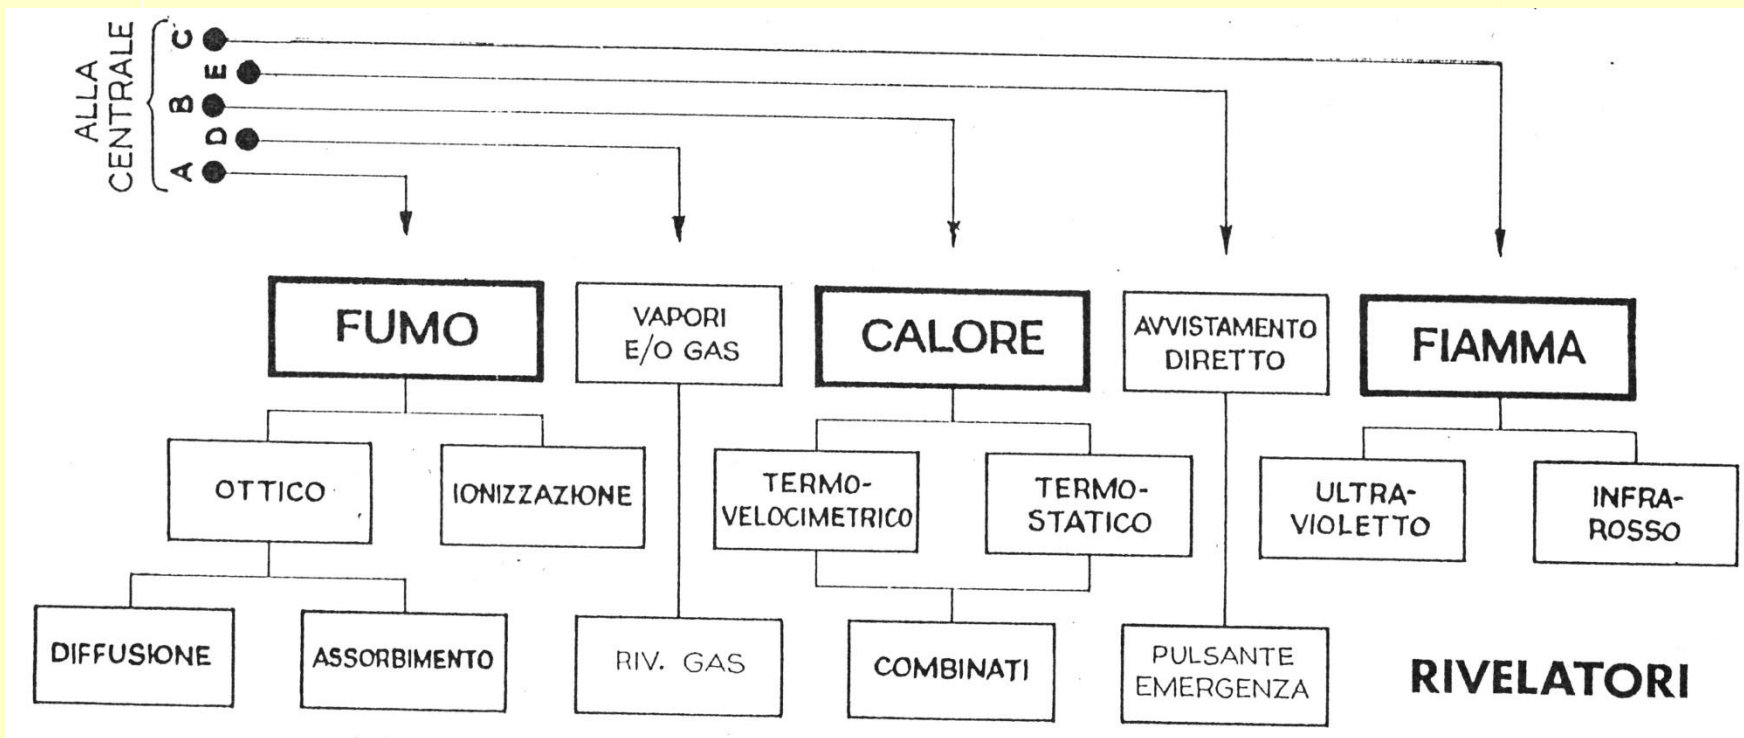 ALLA
CENTRALE
C
E
B
D
A
FUMO
VAPORI
E/O GAS
CALORE
AVVISTAMENTO
DIRETTO
FIAMMA
OTTICO
IONIZZAZIONE
TERMO-
VELOCIMETRICO
TERMO-
STATICO
ULTRA-
VIOLETTO
INFRA-
ROSSO
DIFFUSIONE
ASSORBIMENTO
RIV. GAS
COMBINATI
PULSANTE
EMERGENZA
RIVELATORI